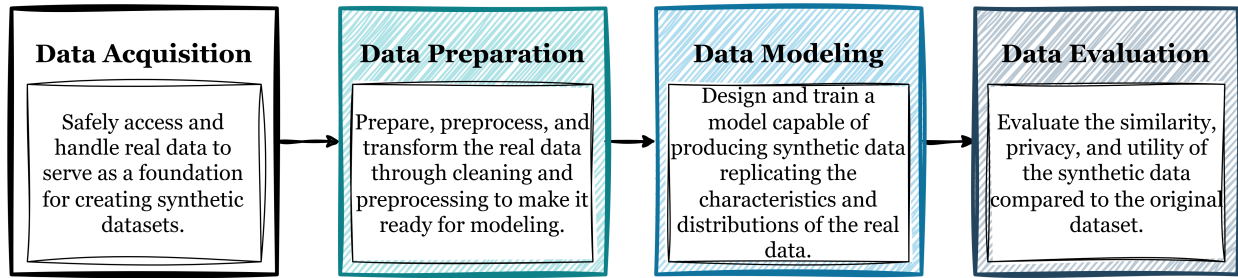 Data Acquisition
Safely access and
handle real data to
serve as a foundation
for creating synthetic
datasets.
Data Preparation
Prepare, preprocess, and
transform the real data
through cleaning and
preprocessing to make it
ready for modeling.
Data Modeling
Design and train a
model capable of
producing synthetic data
replicating the
characteristics and
distributions of the real
data.
Data Evaluation
Evaluate the similarity,
privacy, and utility of
the synthetic data
compared to the original
dataset.